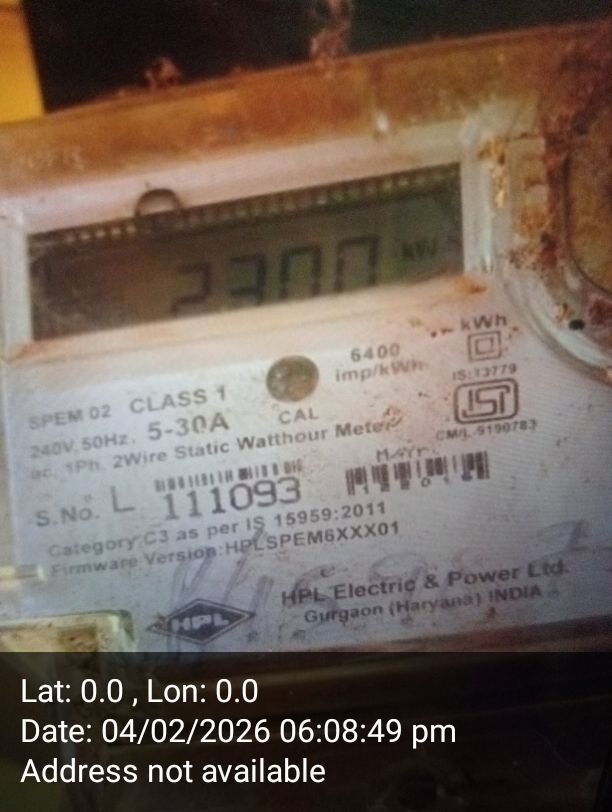 2300 kW
kWh
6400
imp/kWh
IS:13779
SPEM 02 CLASS 1
CAL
240V, 50Hz, 5-30A
CM/L-9190783
ac, 1Ph, 2Wire Static Watthour Meter
S.No. L 111093
Category C3 as per IS 15959:2011
Firmware Version:HPLSPEM6XXX01
HPL Electric & Power Ltd.
Gurgaon (Haryana) INDIA
HPL
Lat: 0.0 , Lon: 0.0
Date: 04/02/2026 06:08:49 pm
Address not available